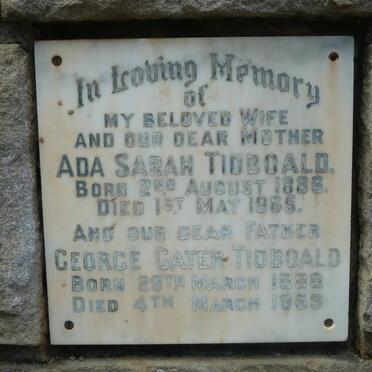 In Loving Memory
of
MY BELOVED WIFE
AND OUR DEAR MOTHER
ADA SARAH TIDBOALD.
BORN 2ND AUGUST 1886.
DIED 1ST MAY 1965.
AND OUR DEAR FATHER
GEORGE CATER TIDBOALD
BORN 28TH MARCH
DIED 4TH MARCH 1969